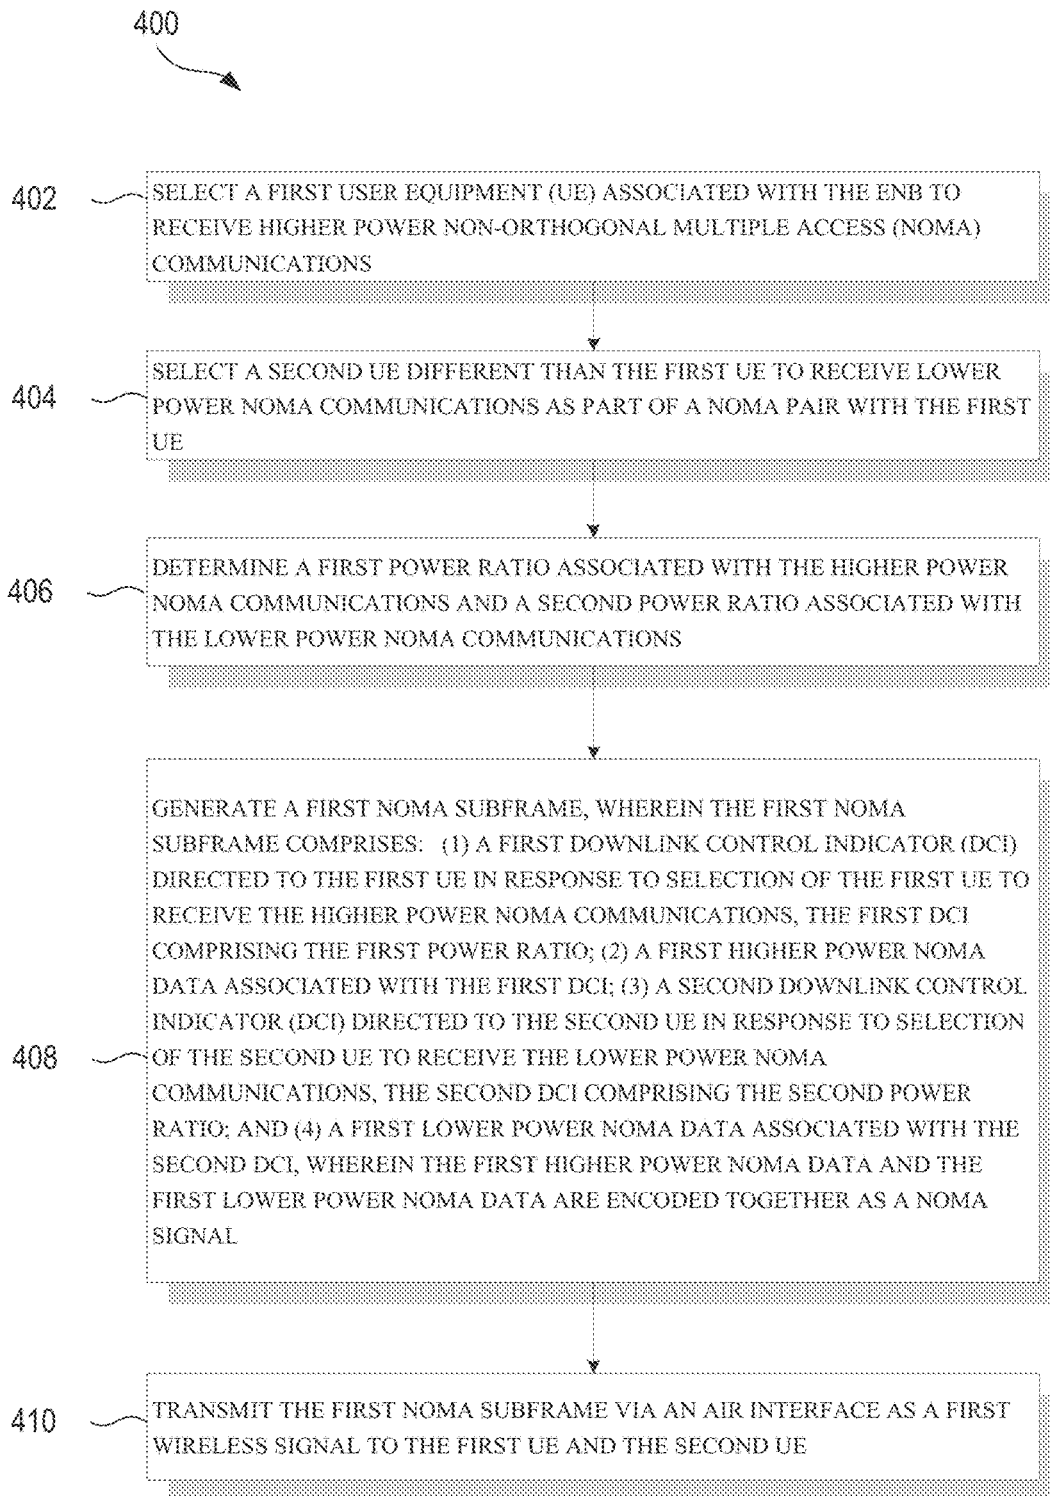 400
402
SELECT A FIRST USER EQUIPMENT (UE) ASSOCIATED WITH THE ENB TO
RECEIVE HIGHER POWER NON-ORTHOGONAL MULTIPLE ACCESS (NOMA)
COMMUNICATIONS
404
SELECT A SECOND UE DIFFERENT THAN THE FIRST UE TO RECEIVE LOWER
POWER NOMA COMMUNICATIONS AS PART OF A NOMA PAIR WITH THE FIRST
UE
406
DETERMINE A FIRST POWER RATIO ASSOCIATED WITH THE HIGHER POWER
NOMA COMMUNICATIONS AND A SECOND POWER RATIO ASSOCIATED WITH
THE LOWER POWER NOMA COMMUNICATIONS
408
GENERATE A FIRST NOMA SUBFRAME, WHEREIN THE FIRST NOMA
SUBFRAME COMPRISES: (1) A FIRST DOWNLINK CONTROL INDICATOR (DCI)
DIRECTED TO THE FIRST UE IN RESPONSE TO SELECTION OF THE FIRST UE TO
RECEIVE THE HIGHER POWER NOMA COMMUNICATIONS, THE FIRST DCI
COMPRISING THE FIRST POWER RATIO; (2) A FIRST HIGHER POWER NOMA
DATA ASSOCIATED WITH THE FIRST DCI; (3) A SECOND DOWNLINK CONTROL
INDICATOR (DCI) DIRECTED TO THE SECOND UE IN RESPONSE TO SELECTION
OF THE SECOND UE TO RECEIVE THE LOWER POWER NOMA
COMMUNICATIONS, THE SECOND DCI COMPRISING THE SECOND POWER
RATIO; AND (4) A FIRST LOWER POWER NOMA DATA ASSOCIATED WITH THE
SECOND DCI, WHEREIN THE FIRST HIGHER POWER NOMA DATA AND THE
FIRST LOWER POWER NOMA DATA ARE ENCODED TOGETHER AS A NOMA
SIGNAL
410
TRANSMIT THE FIRST NOMA SUBFRAME VIA AN AIR INTERFACE AS A FIRST
WIRELESS SIGNAL TO THE FIRST UE AND THE SECOND UE